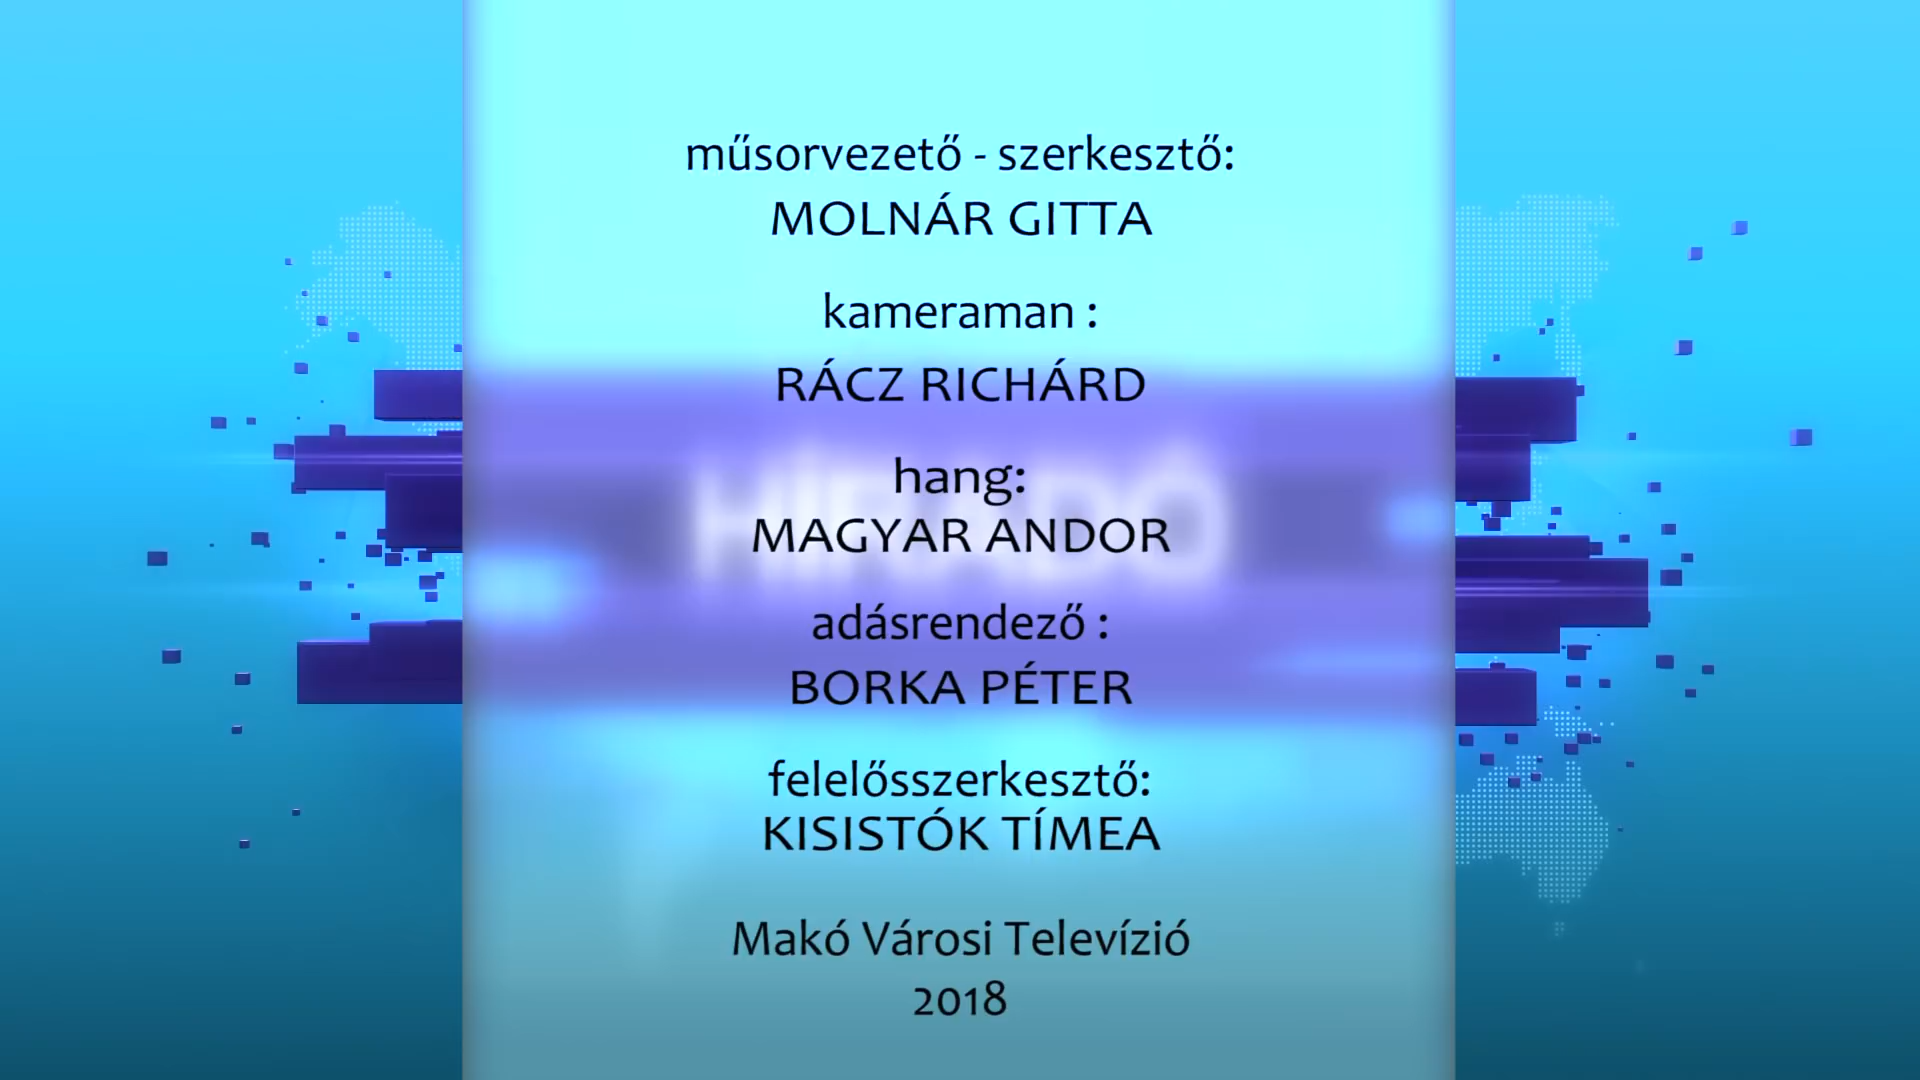 műsorvezető - szerkesztő:
MOLNÁR GITTA
kameraman :
RÁCZ RICHÁRD
hang:
HÍRADÓ
MAGYAR ANDOR
adásrendező :
BORKA PÉTER
felelősszerkesztő:
KISISTÓK TÍMEA
Makó Városi Televízió
2018